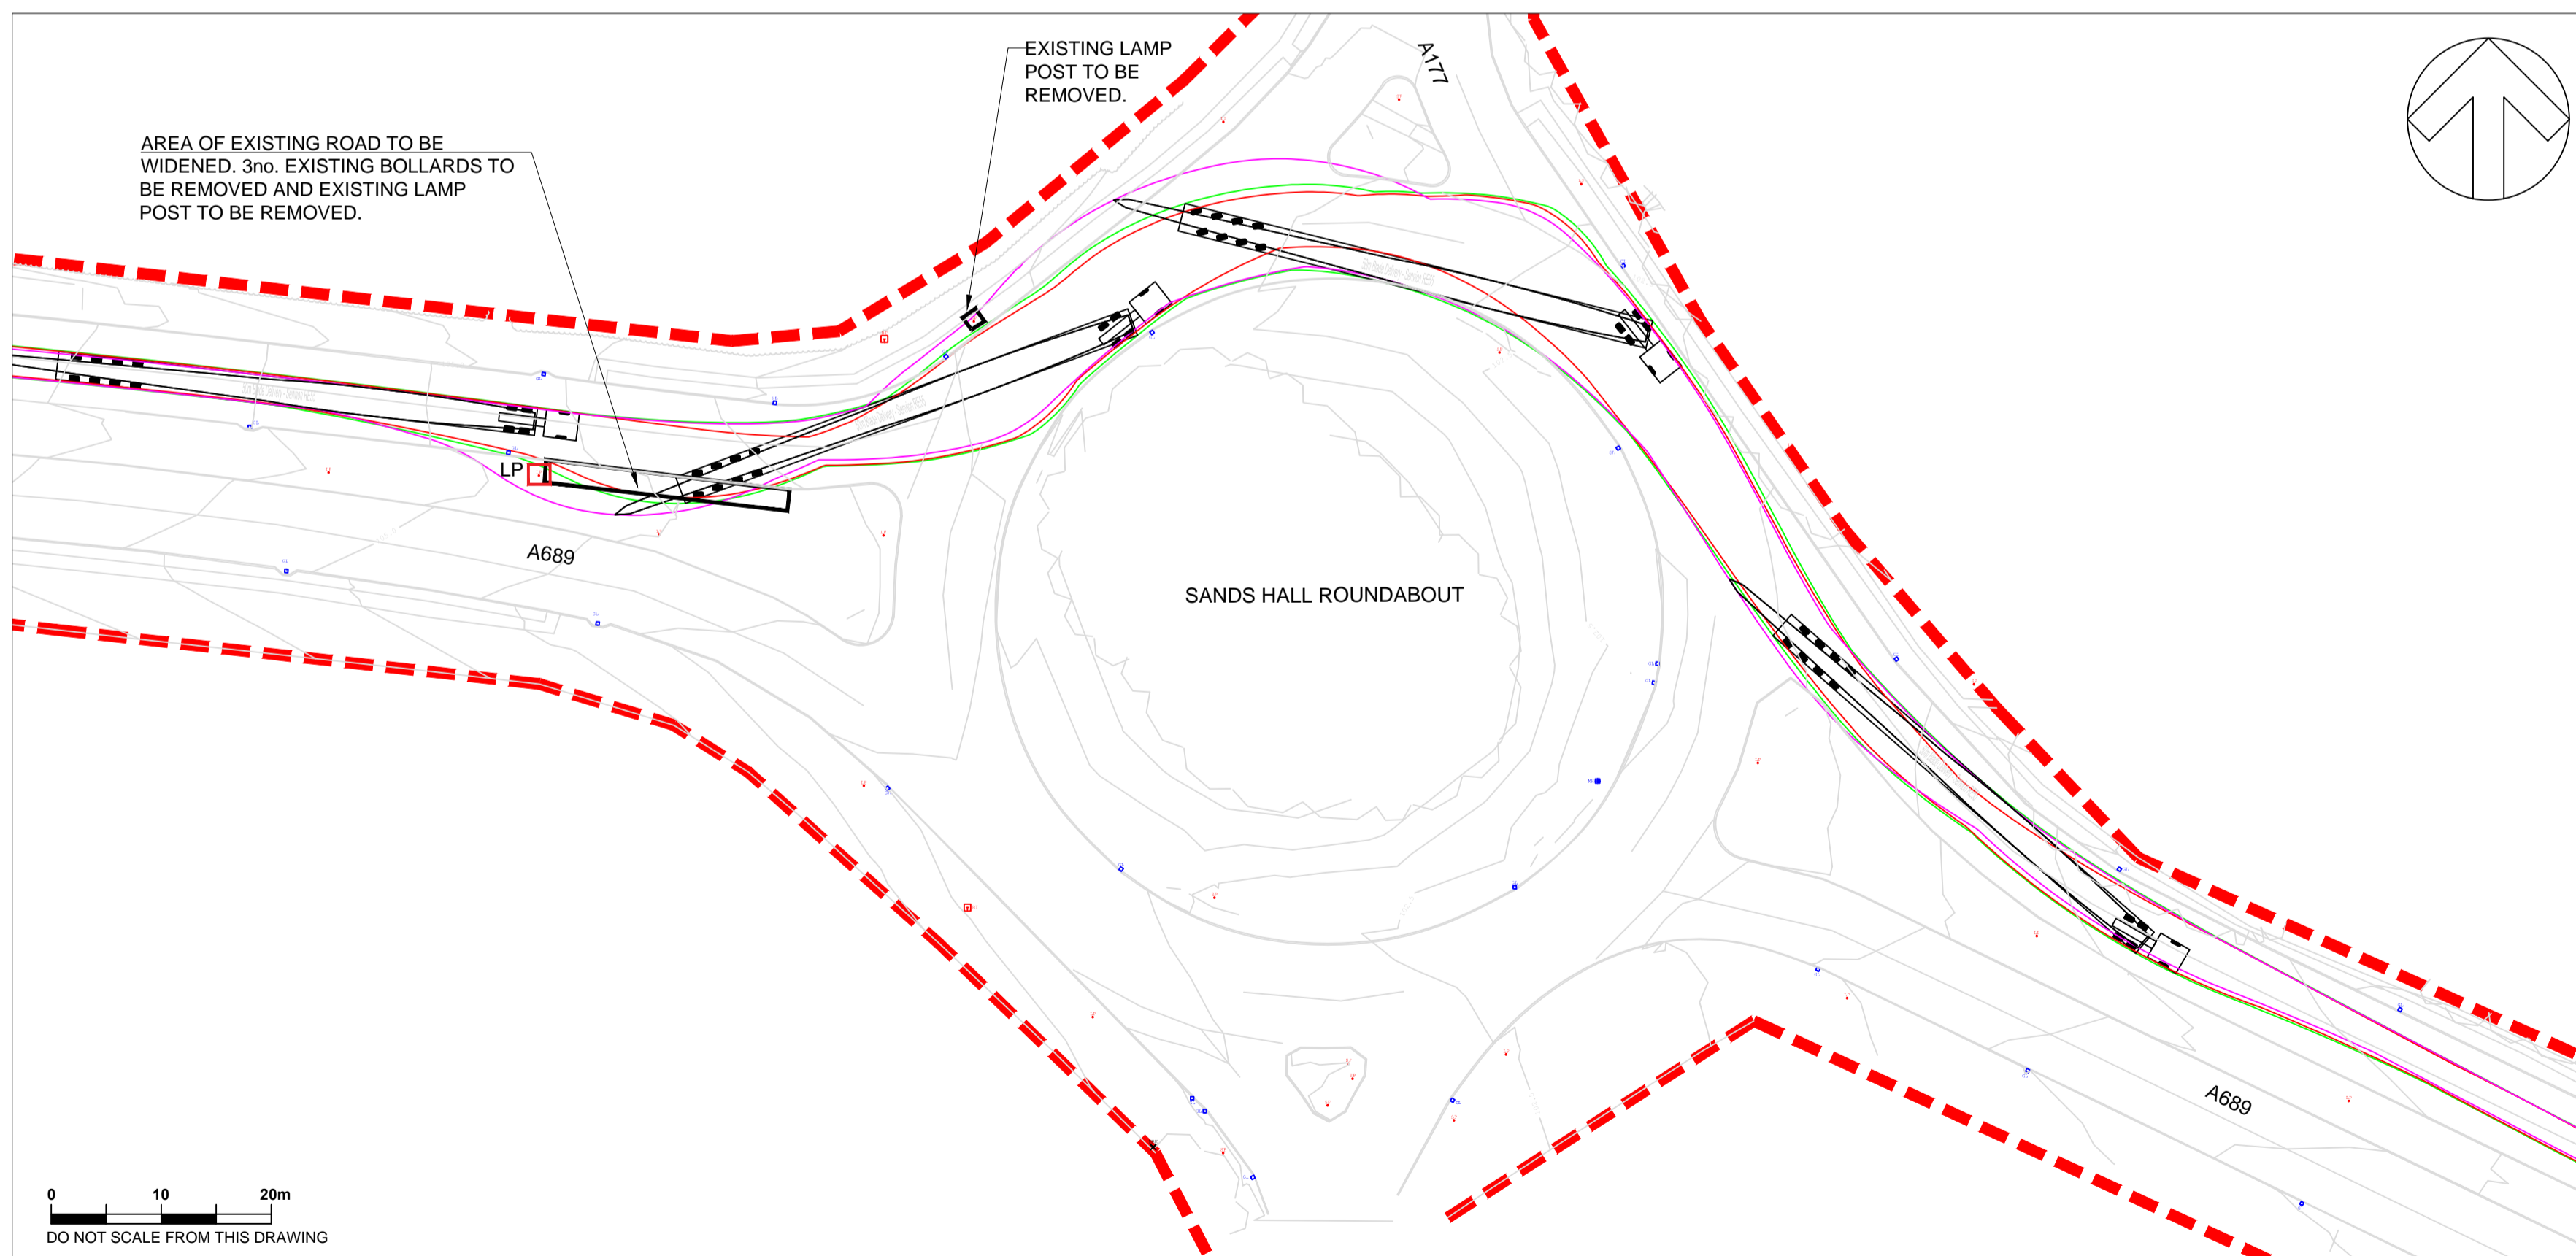 EXISTING LAMP
POST TO BE
REMOVED.
A177
AREA OF EXISTING ROAD TO BE
WIDENED. 3no. EXISTING BOLLARDS TO
BE REMOVED AND EXISTING LAMP
POST TO BE REMOVED.
LP
A689
SANDS HALL ROUNDABOUT
A689
0 10 20m
DO NOT SCALE FROM THIS DRAWING